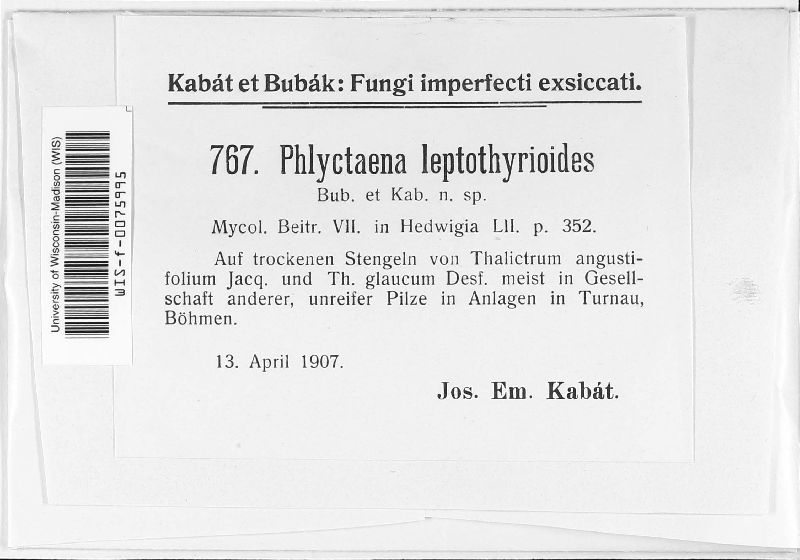 Kabát et Bubák: Fungi imperfecti exsiccati.
767. Phlyctaena leptothyrioides
Bub. et Kab. n. sp.
Mycol. Beitr. VII. in Hedwigia LII. p. 352.
Auf trockenen Stengeln von Thalictrum angusti-
folium Jacq. und Th. glaucum Desf. meist in Gesell-
schaft anderer, unreifer Pilze in Anlagen in Turnau,
Böhmen.
13. April 1907.
Jos. Em. Kabát.
University of Wisconsin-Madison (WIS)
WIS-f-0075995